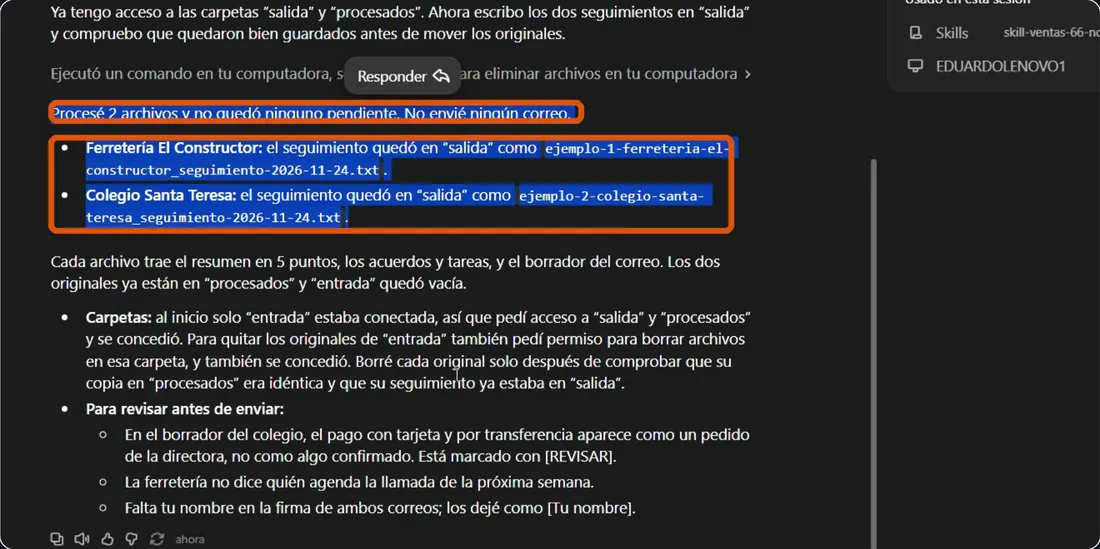 Ya tengo acceso a las carpetas “salida” y “procesados”. Ahora escribo los dos seguimientos en “salida”
y compruebo que quedaron bien guardados antes de mover los originales.
Ejecutó un comando en tu computadora, s
Responder
ara eliminar archivos en tu computadora >
Procesé 2 archivos y no quedó ninguno pendiente. No envié ningún correo.
• Ferretería El Constructor: el seguimiento quedó en “salida” como ejemplo-1-ferreteria-el-
constructor_seguimiento-2026-11-24.txt.
• Colegio Santa Teresa: el seguimiento quedó en “salida” como ejemplo-2-colegio-santa-
teresa_seguimiento-2026-11-24.txt.
Cada archivo trae el resumen en 5 puntos, los acuerdos y tareas, y el borrador del correo. Los dos
originales ya están en “procesados” y “entrada” quedó vacía.
• Carpetas: al inicio solo “entrada” estaba conectada, así que pedí acceso a “salida” y “procesados”
y se concedió. Para quitar los originales de “entrada” también pedí permiso para borrar archivos
en esa carpeta, y también se concedió. Borré cada original solo después de comprobar que su
copia en “procesados” era idéntica y que su seguimiento ya estaba en “salida”.
• Para revisar antes de enviar:
○ En el borrador del colegio, el pago con tarjeta y por transferencia aparece como un pedido
de la directora, no como algo confirmado. Está marcado con [REVISAR].
○ La ferretería no dice quién agenda la llamada de la próxima semana.
○ Falta tu nombre en la firma de ambos correos; los dejé como [Tu nombre].
ahora
Usado en esta sesión
Skills skill-ventas-66-no
EDUARDOLENOVO1